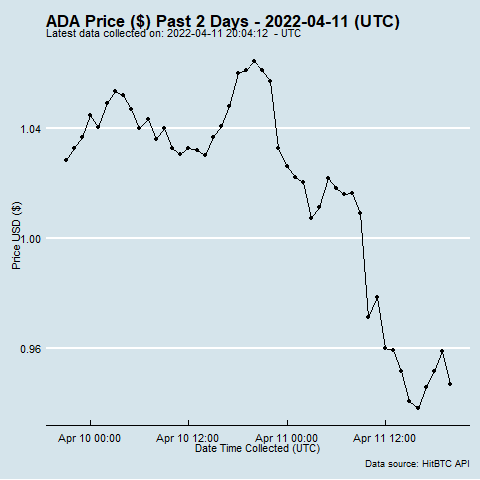 ADA Price ($) Past 2 Days - 2022-04-11 (UTC)
Latest data collected on: 2022-04-11 20:04:12  - UTC
Price USD ($)
1.04
1.00
0.96
Apr 10 00:00
Apr 10 12:00
Apr 11 00:00
Apr 11 12:00
Date Time Collected (UTC)
Data source: HitBTC API